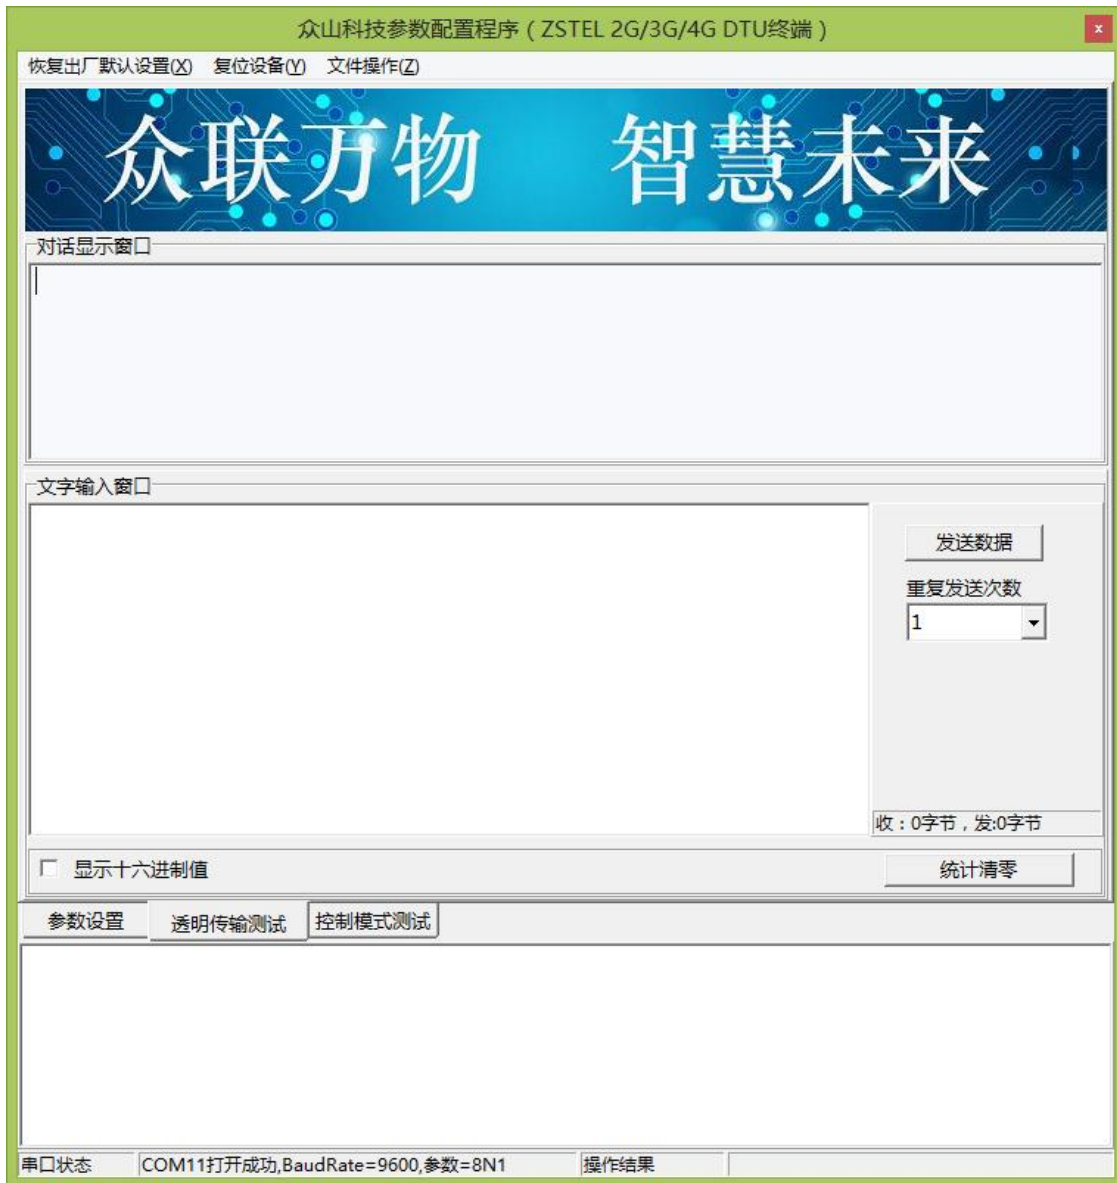 众山科技参数配置程序（ZSTEL 2G/3G/4G DTU终端）
x
恢复出厂默认设置(X) 复位设备(Y) 文件操作(Z)
众联万物 智慧未来
对话显示窗口
文字输入窗口
发送数据
重复发送次数
1
收：0字节，发:0字节
显示十六进制值 统计清零
参数设置 透明传输测试 控制模式测试
串口状态 COM11打开成功,BaudRate=9600,参数=8N1 操作结果